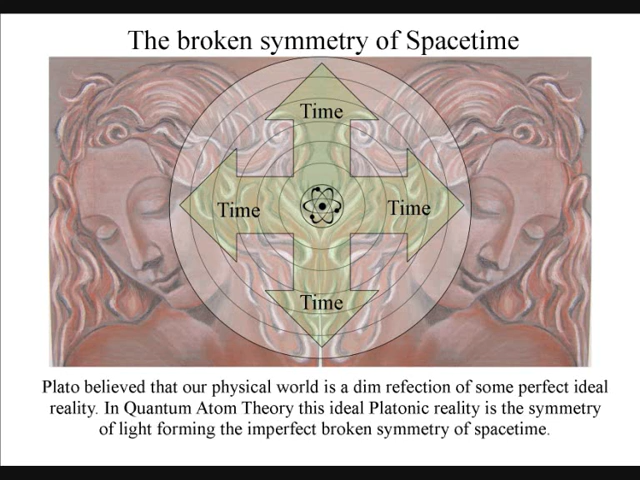 The broken symmetry of Spacetime
Time
Time
Time
Time
Plato believed that our physical world is a dim refection of some perfect ideal
reality. In Quantum Atom Theory this ideal Platonic reality is the symmetry
of light forming the imperfect broken symmetry of spacetime.